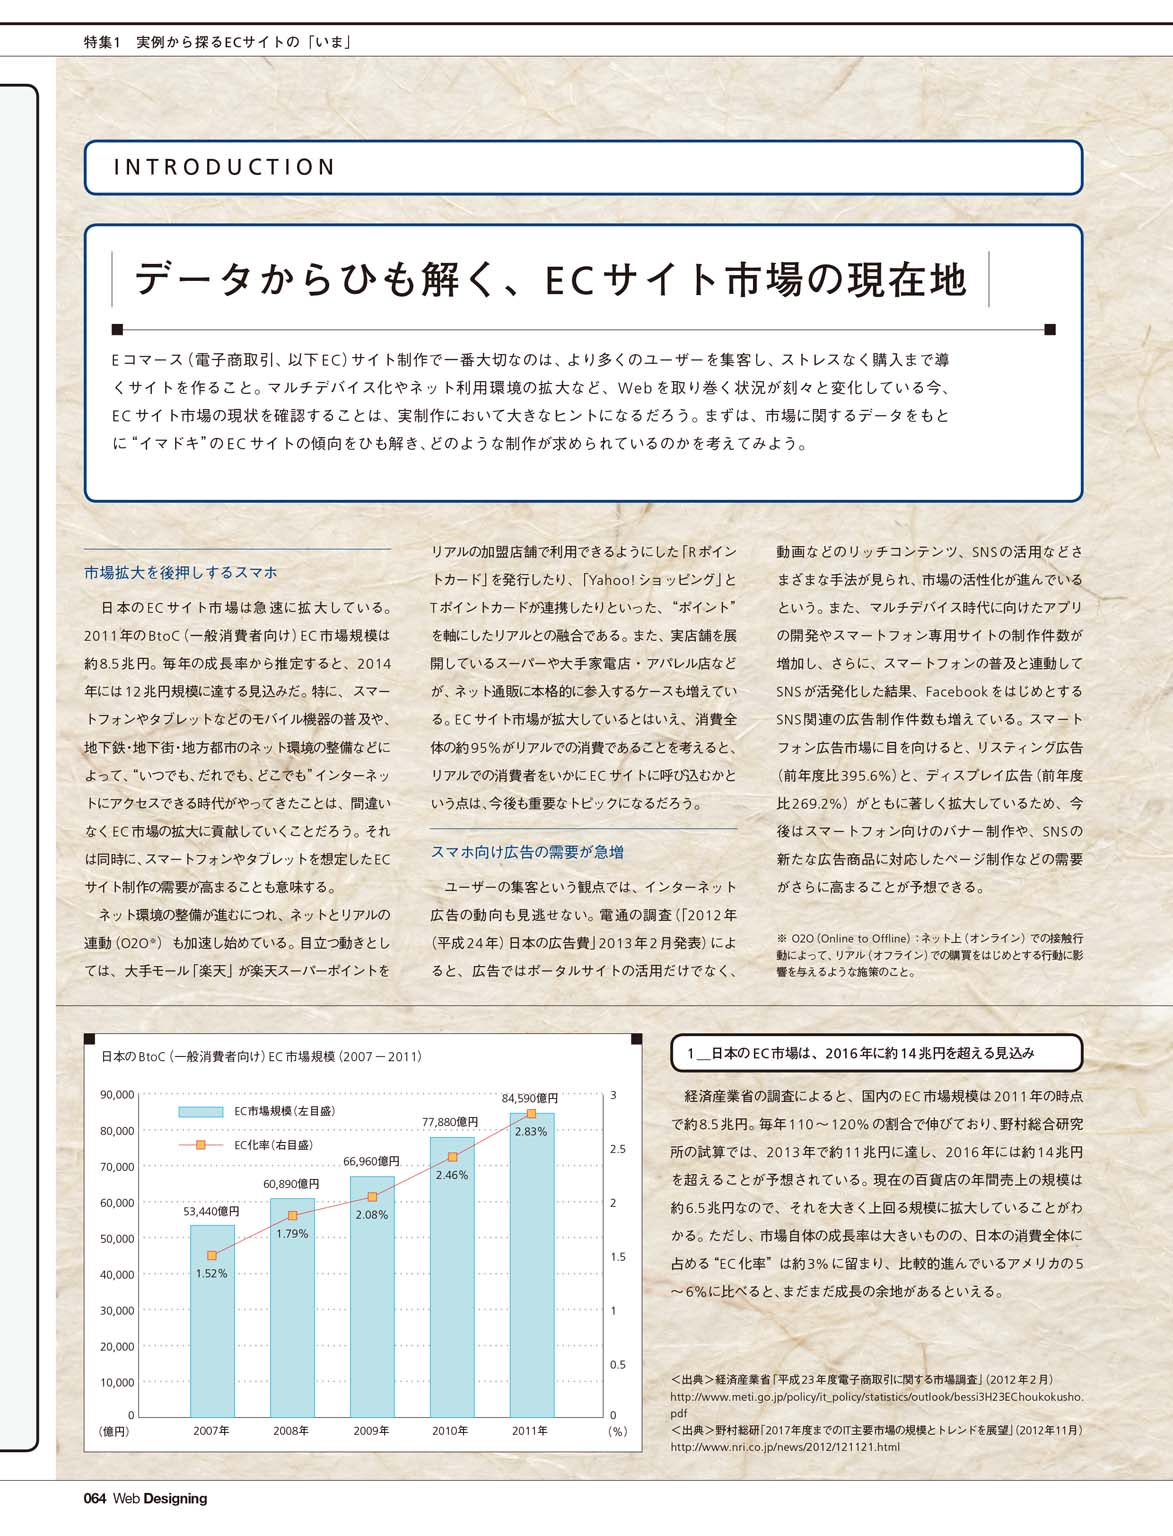 特集1　実例から探るECサイトの「いま」
INTRODUCTION
データからひも解く、ECサイト市場の現在地
Eコマース（電子商取引、以下EC）サイト制作で一番大切なのは、より多くのユーザーを集客し、ストレスなく購入まで導
くサイトを作ること。マルチデバイス化やネット利用環境の拡大など、Webを取り巻く状況が刻々と変化している今、
ECサイト市場の現状を確認することは、実制作において大きなヒントになるだろう。まずは、市場に関するデータをもと
に“イマドキ”のECサイトの傾向をひも解き、どのような制作が求められているのかを考えてみよう。
市場拡大を後押しするスマホ
　日本のECサイト市場は急速に拡大している。
2011年のBtoC（一般消費者向け）EC市場規模は
約8.5兆円。毎年の成長率から推定すると、2014
年には12兆円規模に達する見込みだ。特に、スマー
トフォンやタブレットなどのモバイル機器の普及や、
地下鉄・地下街・地方都市のネット環境の整備などに
よって、“いつでも、だれでも、どこでも”インターネッ
トにアクセスできる時代がやってきたことは、間違い
なくEC市場の拡大に貢献していくことだろう。それ
は同時に、スマートフォンやタブレットを想定したEC
サイト制作の需要が高まることも意味する。
　ネット環境の整備が進むにつれ、ネットとリアルの
連動（O2O※）も加速し始めている。目立つ動きとし
ては、大手モール「楽天」が楽天スーパーポイントを
リアルの加盟店舗で利用できるようにした「Rポイン
トカード」を発行したり、「Yahoo! ショッピング」と
Tポイントカードが連携したりといった、“ポイント”
を軸にしたリアルとの融合である。また、実店舗を展
開しているスーパーや大手家電店・アパレル店など
が、ネット通販に本格的に参入するケースも増えてい
る。ECサイト市場が拡大しているとはいえ、消費全
体の約95%がリアルでの消費であることを考えると、
リアルでの消費者をいかにECサイトに呼び込むかと
いう点は、今後も重要なトピックになるだろう。
スマホ向け広告の需要が急増
　ユーザーの集客という観点では、インターネット
広告の動向も見逃せない。電通の調査（「2012年
（平成24年）日本の広告費」2013年2月発表）によ
ると、広告ではポータルサイトの活用だけでなく、
動画などのリッチコンテンツ、SNSの活用などさ
まざまな手法が見られ、市場の活性化が進んでいる
という。また、マルチデバイス時代に向けたアプリ
の開発やスマートフォン専用サイトの制作件数が
増加し、さらに、スマートフォンの普及と連動して
SNSが活発化した結果、Facebookをはじめとする
SNS関連の広告制作件数も増えている。スマート
フォン広告市場に目を向けると、リスティング広告
（前年度比395.6%）と、ディスプレイ広告（前年度
比269.2%）がともに著しく拡大しているため、今
後はスマートフォン向けのバナー制作や、SNSの
新たな広告商品に対応したページ制作などの需要
がさらに高まることが予想できる。
※ O2O（Online to Offline）：ネット上（オンライン）での接触行
動によって、リアル（オフライン）での購買をはじめとする行動に影
響を与えるような施策のこと。
日本のBtoC（一般消費者向け）EC市場規模（2007－2011）
90,000
80,000
70,000
60,000
50,000
40,000
30,000
20,000
10,000
0
（億円）
EC市場規模（左目盛）
EC化率（右目盛）
53,440億円
60,890億円
66,960億円
77,880億円
84,590億円
1.52%
1.79%
2.08%
2.46%
2.83%
3
2.5
2
1.5
1
0.5
0
（%）
2007年　2008年　2009年　2010年　2011年
1＿日本のEC市場は、2016年に約14兆円を超える見込み
　経済産業省の調査によると、国内のEC市場規模は2011年の時点
で約8.5兆円。毎年110～120%の割合で伸びており、野村総合研究
所の試算では、2013年で約11兆円に達し、2016年には約14兆円
を超えることが予想されている。現在の百貨店の年間売上の規模は
約6.5兆円なので、それを大きく上回る規模に拡大していることがわ
かる。ただし、市場自体の成長率は大きいものの、日本の消費全体に
占める“EC化率”は約3%に留まり、比較的進んでいるアメリカの5
～6%に比べると、まだまだ成長の余地があるといえる。
＜出典＞経済産業省「平成23年度電子商取引に関する市場調査」（2012年2月）
http://www.meti.go.jp/policy/it_policy/statistics/outlook/bessi3H23EChoukokusho.
pdf
＜出典＞野村総研「2017年度までのIT主要市場の規模とトレンドを展望」（2012年11月）
http://www.nri.co.jp/news/2012/121121.html
064 Web Designing